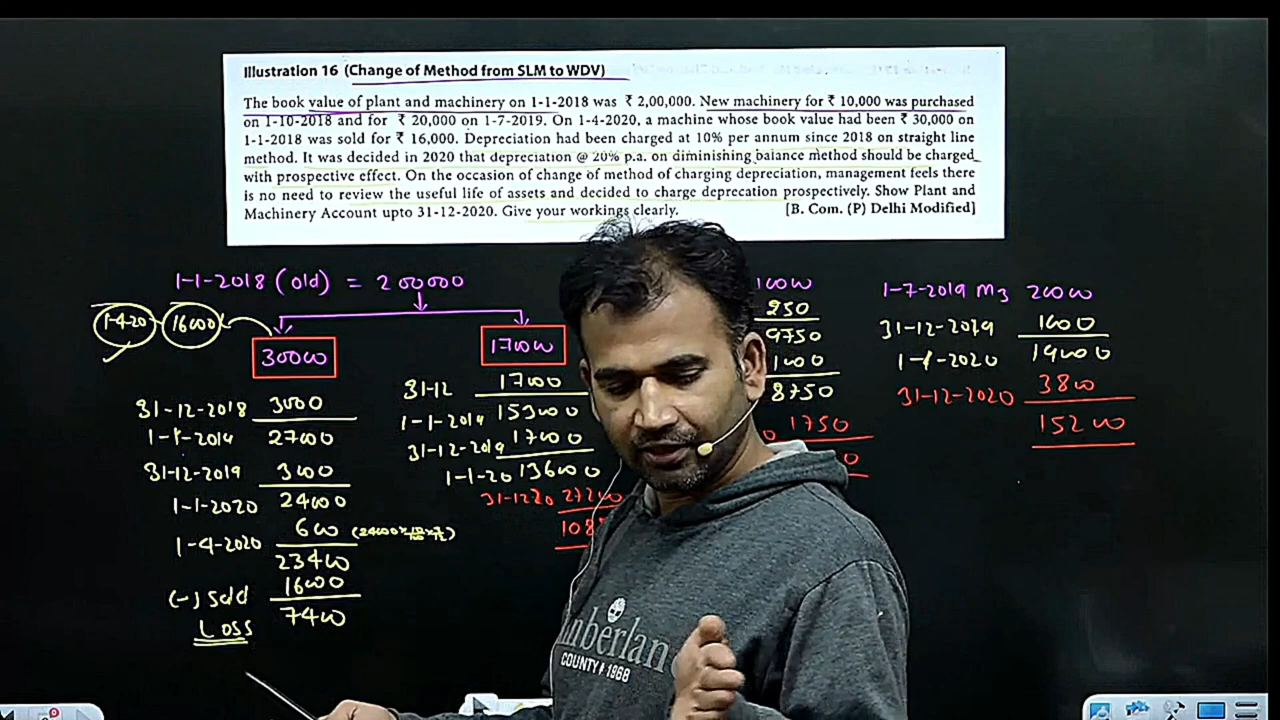 Illustration 16 (Change of Method from SLM to WDV)
The book value of plant and machinery on 1-1-2018 was ₹ 2,00,000. New machinery for ₹ 10,000 was purchased
on 1-10-2018 and for ₹ 20,000 on 1-7-2019. On 1-4-2020, a machine whose book value had been ₹ 30,000 on
1-1-2018 was sold for ₹ 16,000. Depreciation had been charged at 10% per annum since 2018 on straight line
method. It was decided in 2020 that depreciation @ 20% p.a. on diminishing balance method should be charged
with prospective effect. On the occasion of change of method of charging depreciation, management feels there
is no need to review the useful life of assets and decided to charge deprecation prospectively. Show Plant and
Machinery Account upto 31-12-2020. Give your workings clearly. [B. Com. (P) Delhi Modified]
1-1-2018 (old) = 200000
1-4-20 16000
30000
31-12-2018 3000
1-1-2019 27000
31-12-2019 3000
1-1-2020 24000
1-4-2020 600
23400
(-) Sold 16000
Loss 7400
170000
31-12 17000
1-1-2019 153000
31-12-2019 17000
1-1-20 136000
31-12 20 27200
108
10000
250
9750
1000
8750
1750
0
1-7-2019 M3 20000
31-12-2019 1000
1-1-2020 19000
31-12-2020 3800
15200
Timberlan
COUNTY 1968